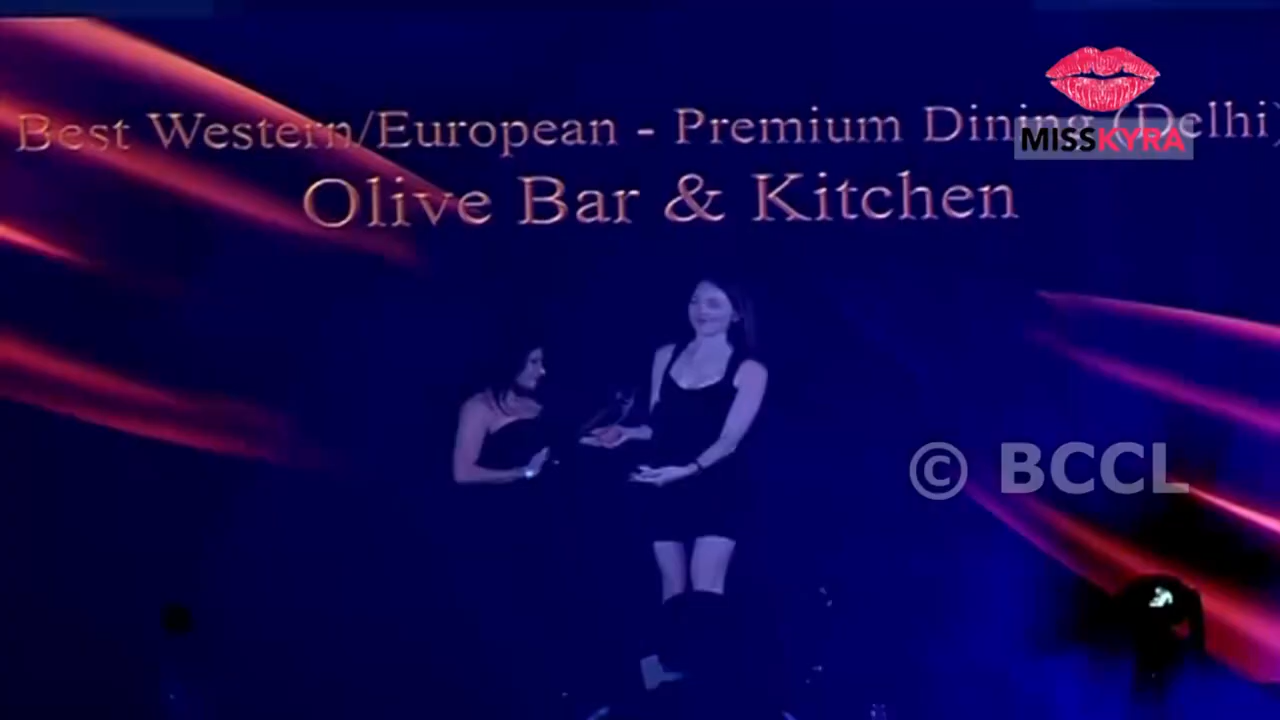 Best Western/European - Premium Dining (Delhi)
MISSKYRA
Olive Bar & Kitchen
© BCCL